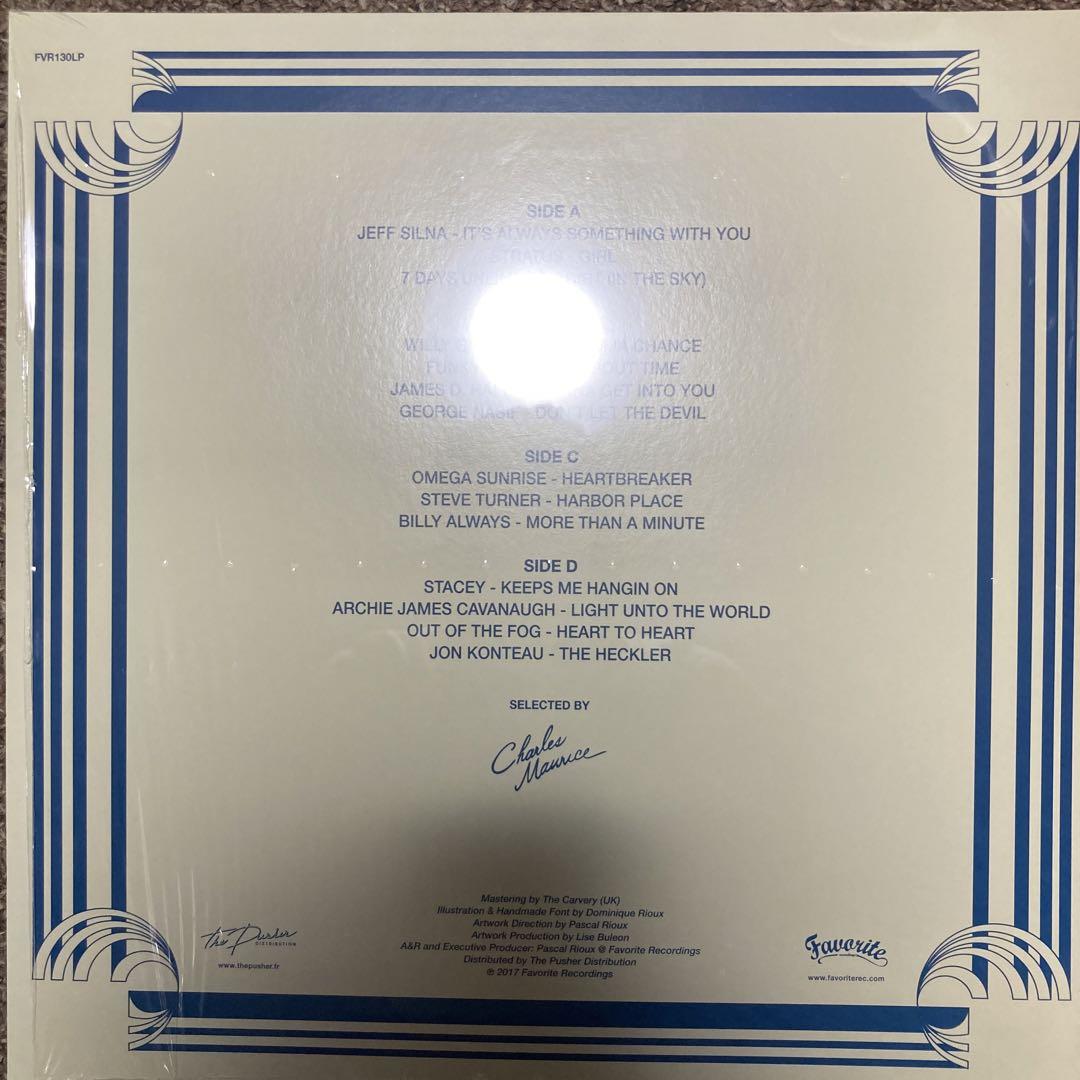 FVR130LP
SIDE A
JEFF SILNA - IT'S ALWAYS SOMETHING WITH YOU
STRATUS - GIRL
7 DAYS THE SKY)
CHANCE
TIME
JAMES D. GET INTO YOU
GEORGE NASIF - DON'T LET THE DEVIL
SIDE C
OMEGA SUNRISE - HEARTBREAKER
STEVE TURNER - HARBOR PLACE
BILLY ALWAYS - MORE THAN A MINUTE
SIDE D
STACEY - KEEPS ME HANGIN ON
ARCHIE JAMES CAVANAUGH - LIGHT UNTO THE WORLD
OUT OF THE FOG - HEART TO HEART
JON KONTEAU - THE HECKLER
SELECTED BY
Charles
Maurice
Mastering by The Carvery (UK)
Illustration & Handmade Font by Dominique Rioux
Artwork Direction by Pascal Rioux
Artwork Production by Lise Buleon
A&R and Executive Producer: Pascal Rioux @ Favorite Recordings
Distributed by The Pusher Distribution
℗ 2017 Favorite Recordings
The Pusher
DISTRIBUTION
www.thepusher.fr
Favorite
www.favoriterec.com